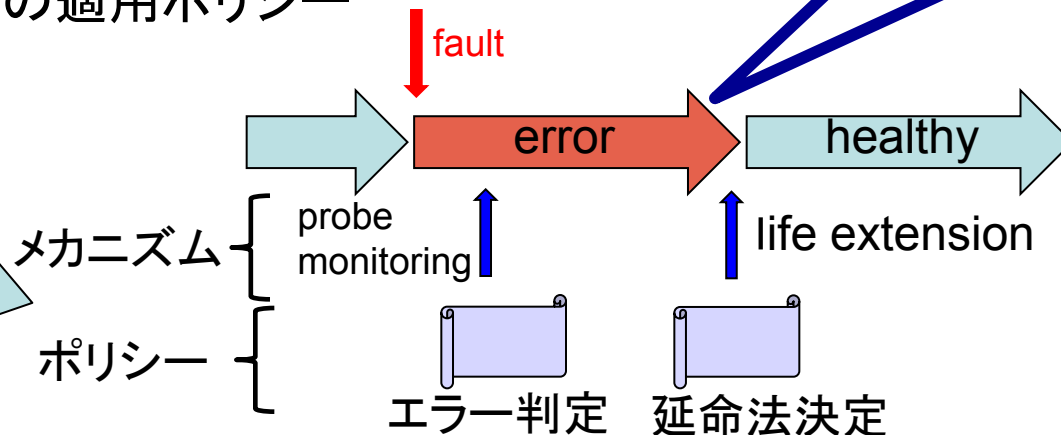 の適用ポリシー
fault
error
healthy
メカニズム
probe
monitoring
life extension
ポリシー
エラー判定
延命法決定